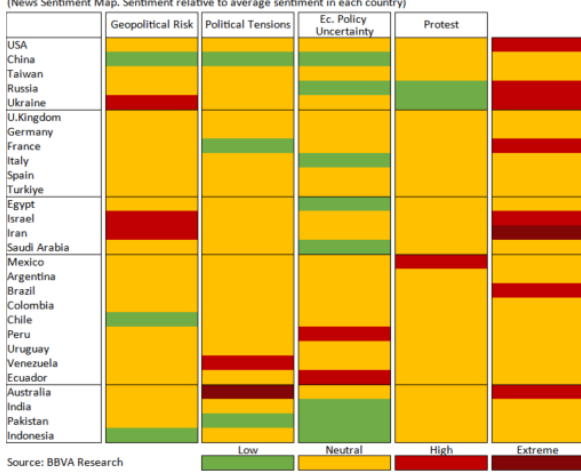 (News Sentiment Map. Sentiment relative to average sentiment in each country)
Geopolitical Risk Political Tensions Ec. Policy Uncertainty Protest
USA
China
Taiwan
Russia
Ukraine
U.Kingdom
Germany
France
Italy
Spain
Turkiye
Egypt
Israel
Iran
Saudi Arabia
Mexico
Argentina
Brazil
Colombia
Chile
Peru
Uruguay
Venezuela
Ecuador
Australia
India
Pakistan
Indonesia
Low Neutral High Extreme
Source: BBVA Research